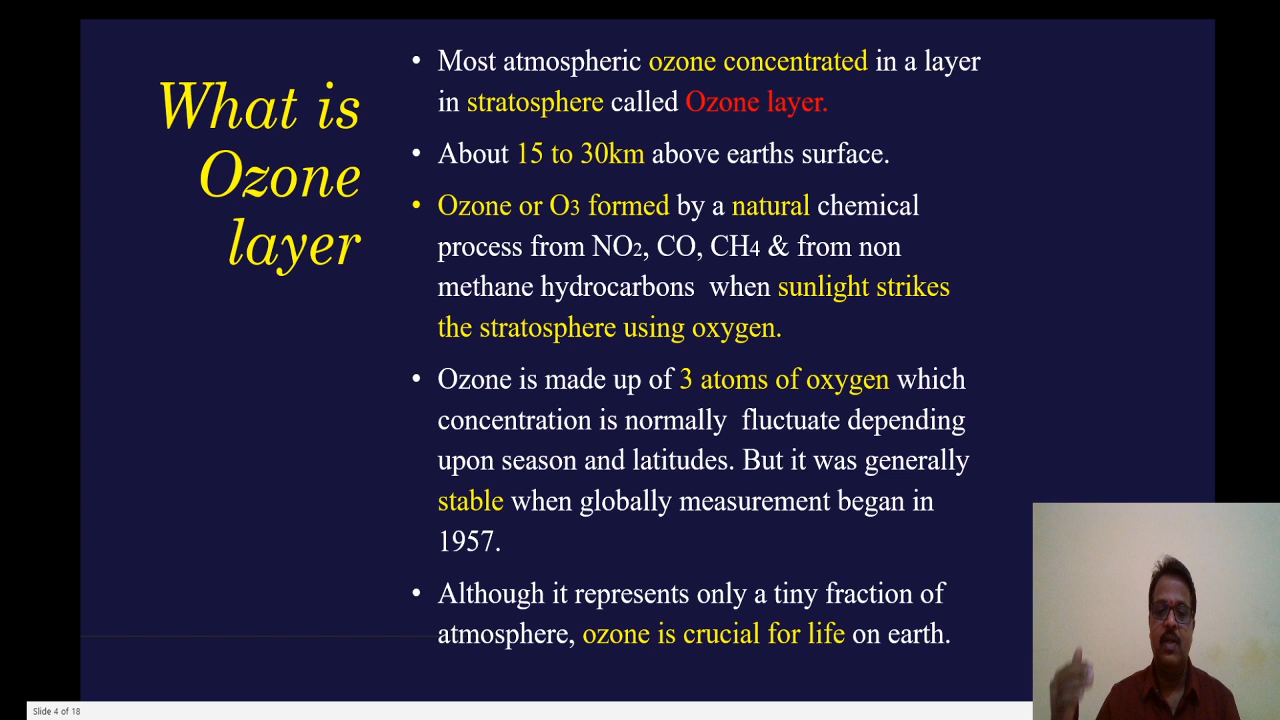 What is
Ozone
layer
• Most atmospheric ozone concentrated in a layer
in stratosphere called Ozone layer.
• About 15 to 30km above earths surface.
• Ozone or O3 formed by a natural chemical
process from NO2, CO, CH4 & from non
methane hydrocarbons when sunlight strikes
the stratosphere using oxygen.
• Ozone is made up of 3 atoms of oxygen which
concentration is normally fluctuate depending
upon season and latitudes. But it was generally
stable when globally measurement began in
1957.
• Although it represents only a tiny fraction of
atmosphere, ozone is crucial for life on earth.
Slide 4 of 18